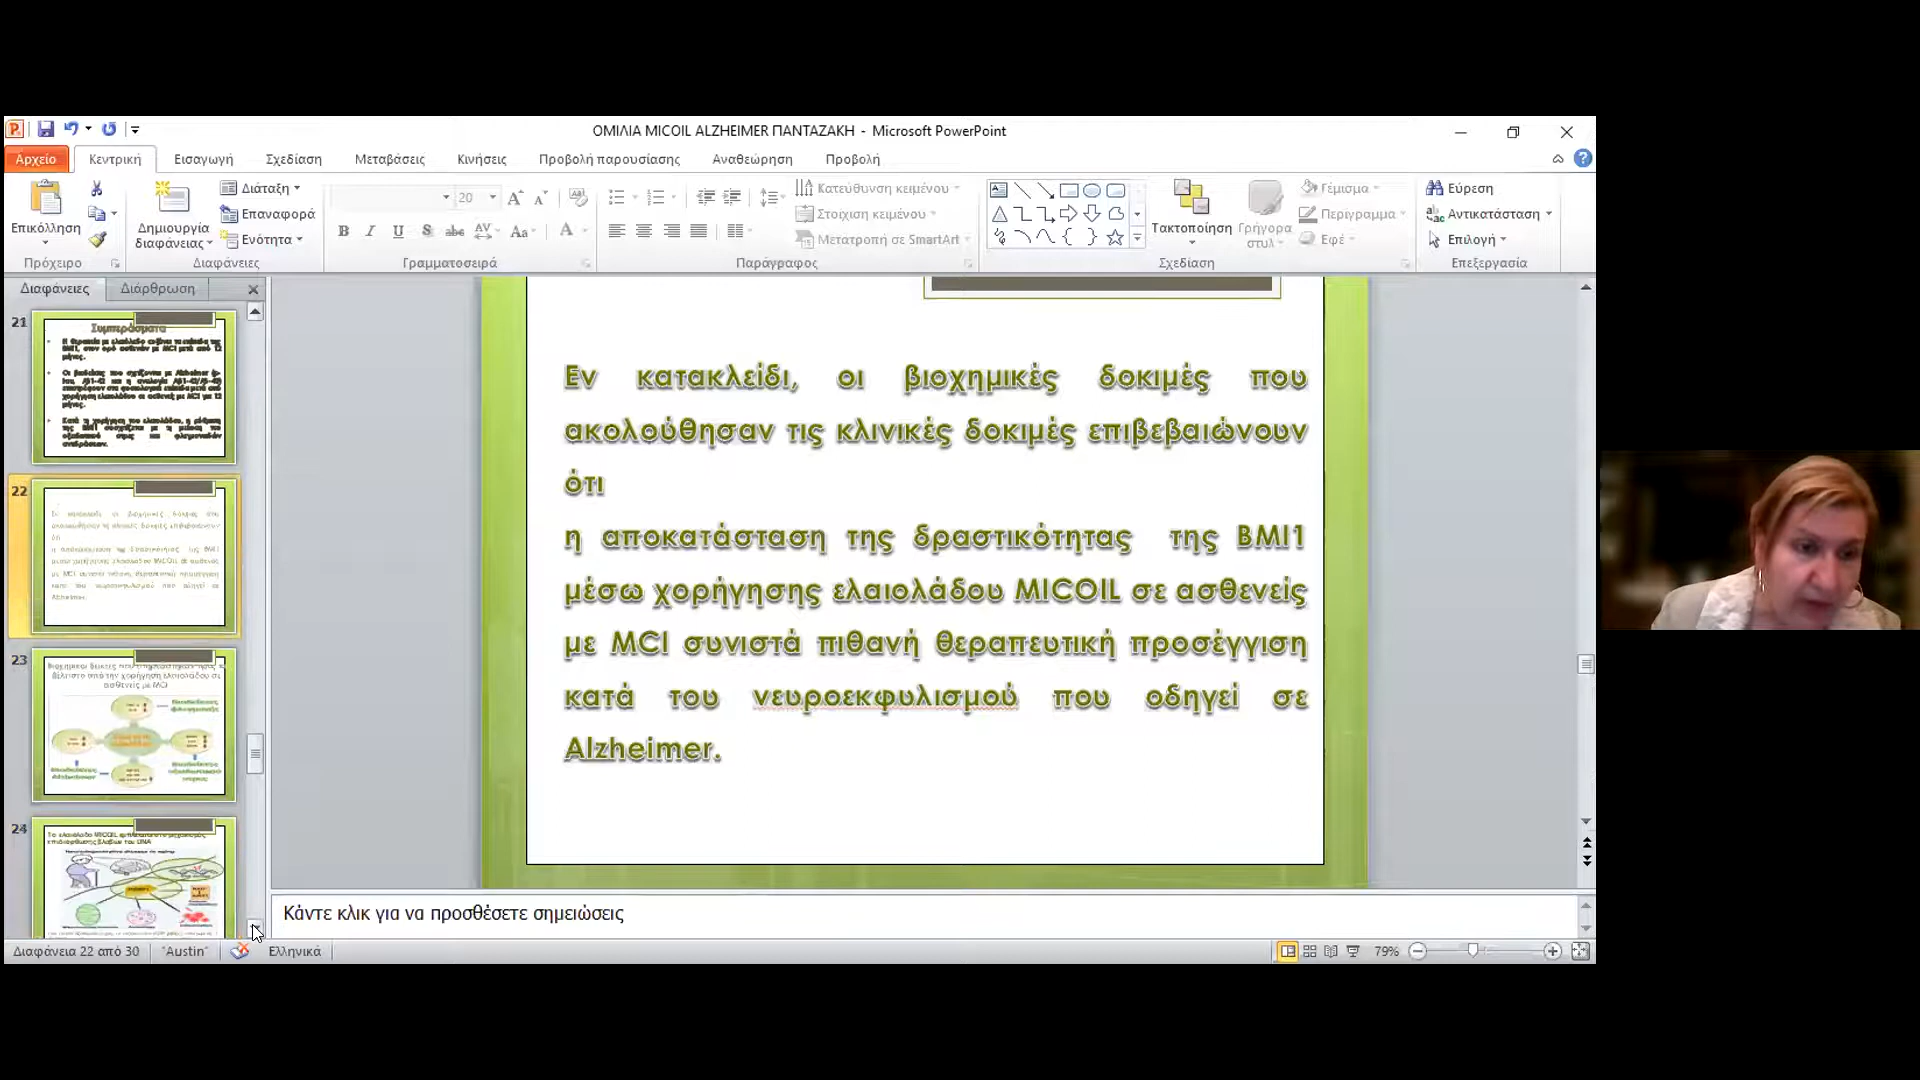 ΟΜΙΛΙΑ MICOIL ALZHEIMER ΠΑΝΤΑΖΑΚΗ - Microsoft PowerPoint
Αρχείο Κεντρική Εισαγωγή Σχεδίαση Μεταβάσεις Κινήσεις Προβολή παρουσίασης Αναθεώρηση Προβολή
Επικόλληση
Πρόχειρο
Δημιουργία διαφάνειας
Διάταξη
Επαναφορά
Ενότητα
Διαφάνειες
20
Γραμματοσειρά
Κατεύθυνση κειμένου
Στοίχιση κειμένου
Μετατροπή σε SmartArt
Παράγραφος
Τακτοποίηση
Γρήγορα στυλ
Γέμισμα
Περίγραμμα
Εφέ
Σχεδίαση
Εύρεση
Αντικατάσταση
Επιλογή
Επεξεργασία
Διαφάνειες Διάρθρωση
21
Συμπεράσματα
22
23
24
Εν κατακλείδι, οι βιοχημικές δοκιμές που
ακολούθησαν τις κλινικές δοκιμές επιβεβαιώνουν
ότι
η αποκατάσταση της δραστικότητας της BMI1
μέσω χορήγησης ελαιολάδου MICOIL σε ασθενείς
με MCI συνιστά πιθανή θεραπευτική προσέγγιση
κατά του νευροεκφυλισμού που οδηγεί σε
Alzheimer.
Κάντε κλικ για να προσθέσετε σημειώσεις
Διαφάνεια 22 από 30 "Austin" Ελληνικά 79%